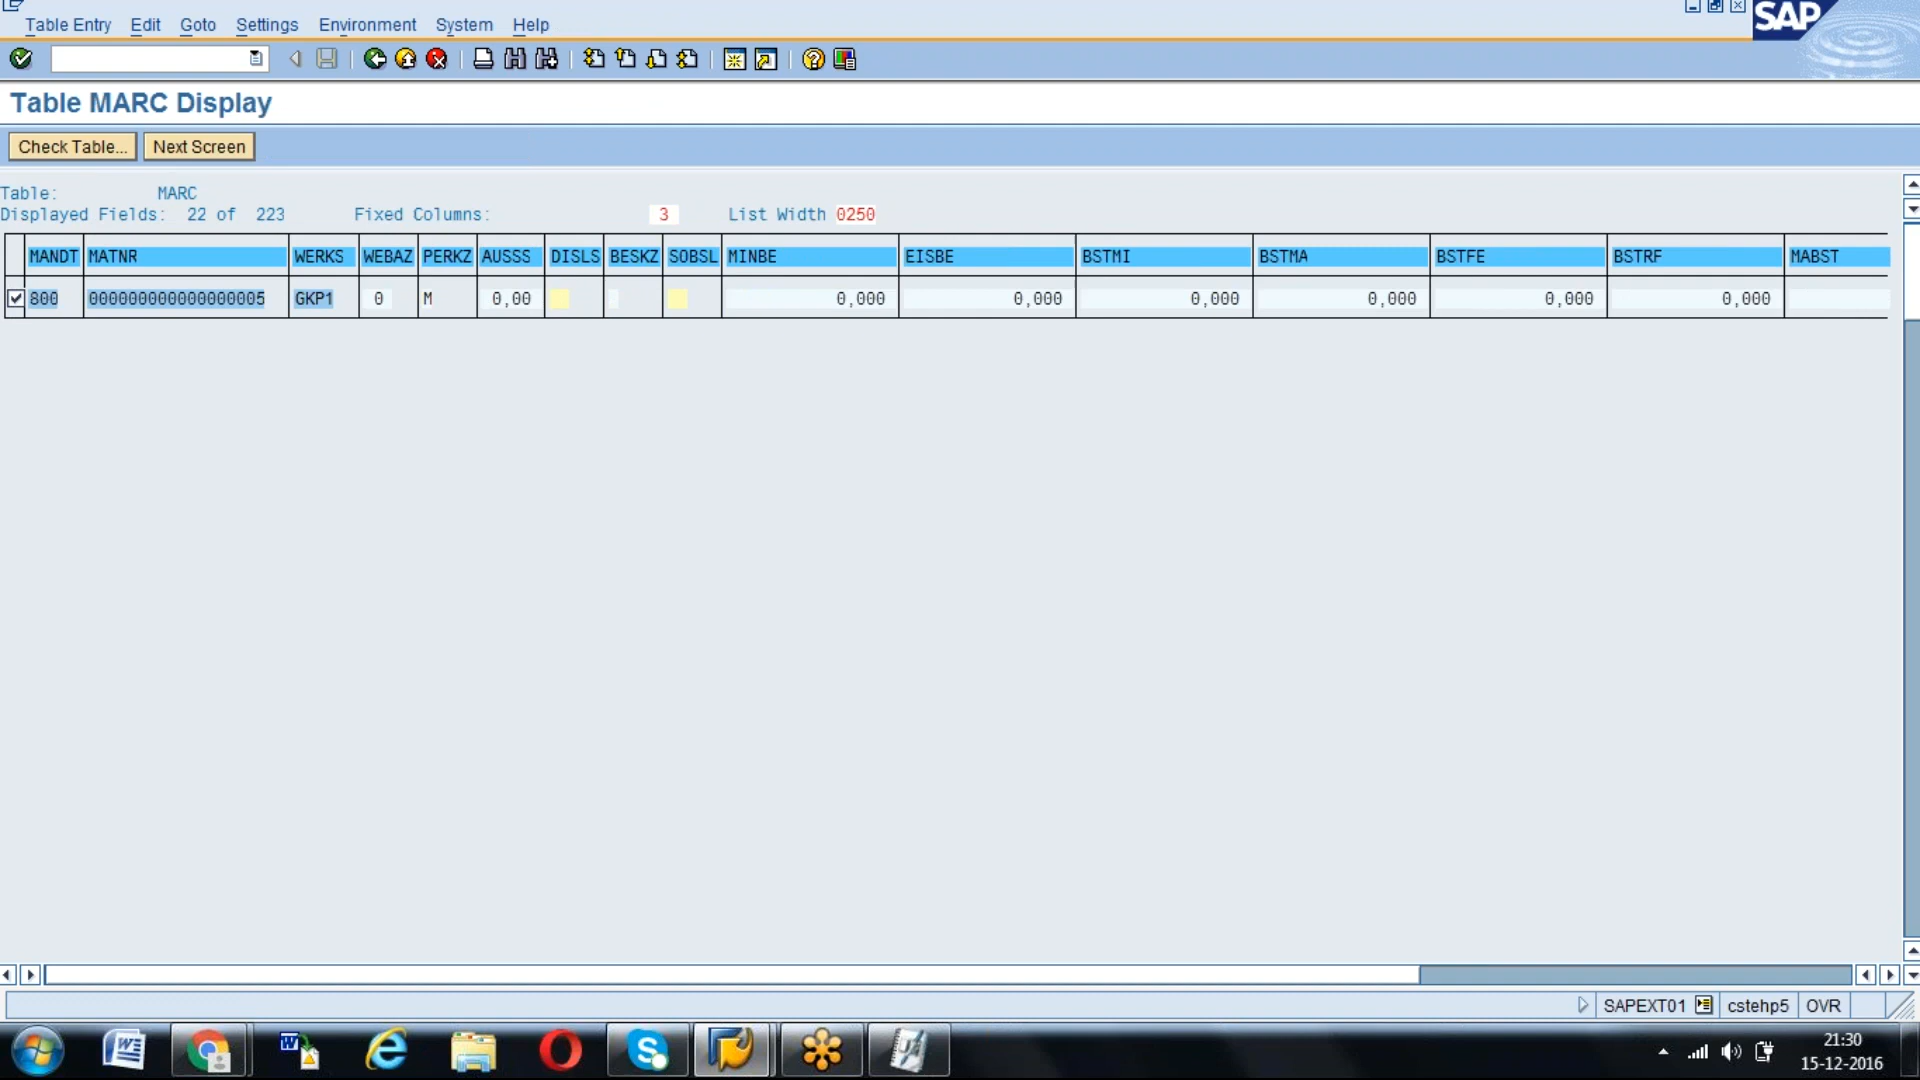 Table Entry Edit Goto Settings Environment System Help
SAP
Table MARC Display
Check Table... Next Screen
Table: MARC
Displayed Fields: 22 of 223 Fixed Columns: 3 List Width 0250
MANDT MATNR WERKS WEBAZ PERKZ AUSSS DISLS BESKZ SOBSL MINBE EISBE BSTMI BSTMA BSTFE BSTRF MABST
800 000000000000000005 GKP1 0 M 0,00 0,000 0,000 0,000 0,000 0,000 0,000
SAPEXT01 cstehp5 OVR
21:30
15-12-2016